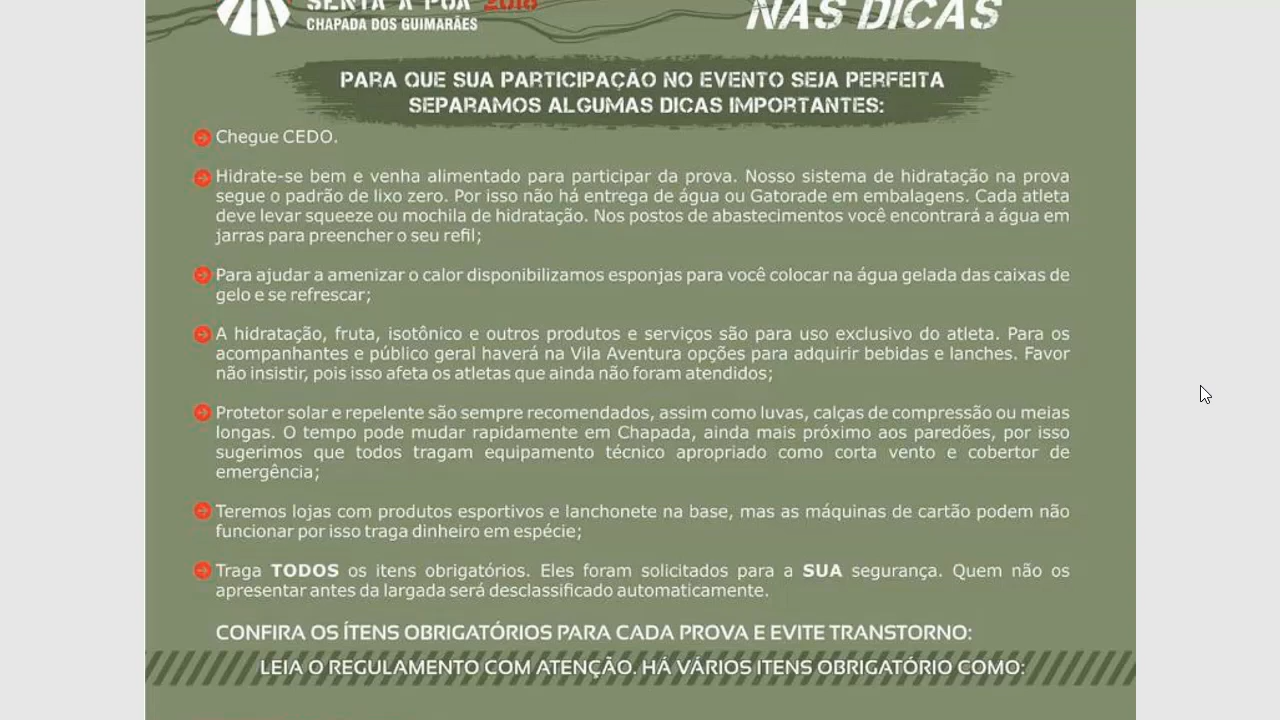 SENTA A PUA 2018
NAS DICAS
CHAPADA DOS GUIMARÃES
PARA QUE SUA PARTICIPAÇÃO NO EVENTO SEJA PERFEITA
SEPARAMOS ALGUMAS DICAS IMPORTANTES:
Chegue CEDO.
Hidrate-se bem e venha alimentado para participar da prova. Nosso sistema de hidratação na prova
segue o padrão de lixo zero. Por isso não há entrega de água ou Gatorade em embalagens. Cada atleta
deve levar squeeze ou mochila de hidratação. Nos postos de abastecimentos você encontrará a água em
jarras para preencher o seu refil;
Para ajudar a amenizar o calor disponibilizamos esponjas para você colocar na água gelada das caixas de
gelo e se refrescar;
A hidratação, fruta, isotônico e outros produtos e serviços são para uso exclusivo do atleta. Para os
acompanhantes e público geral haverá na Vila Aventura opções para adquirir bebidas e lanches. Favor
não insistir, pois isso afeta os atletas que ainda não foram atendidos;
Protetor solar e repelente são sempre recomendados, assim como luvas, calças de compressão ou meias
longas. O tempo pode mudar rapidamente em Chapada, ainda mais próximo aos paredões, por isso
sugerimos que todos tragam equipamento técnico apropriado como corta vento e cobertor de
emergência;
Teremos lojas com produtos esportivos e lanchonete na base, mas as máquinas de cartão podem não
funcionar por isso traga dinheiro em espécie;
Traga TODOS os itens obrigatórios. Eles foram solicitados para a SUA segurança. Quem não os
apresentar antes da largada será desclassificado automaticamente.
CONFIRA OS ÍTENS OBRIGATÓRIOS PARA CADA PROVA E EVITE TRANSTORNO:
LEIA O REGULAMENTO COM ATENÇÃO. HÁ VÁRIOS ITENS OBRIGATÓRIO COMO: